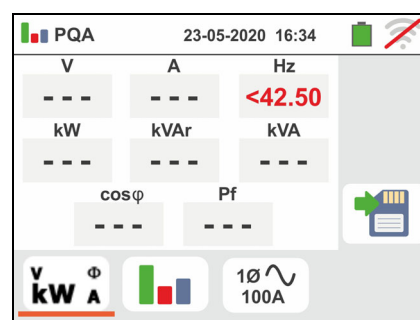 PQA 23-05-2020 16:34
V A Hz
- - - - - - <42.50
kW kVAr kVA
- - - - - - - - -
cosφ Pf
- - - - - -
V Φ
kW A
1Ø
100A